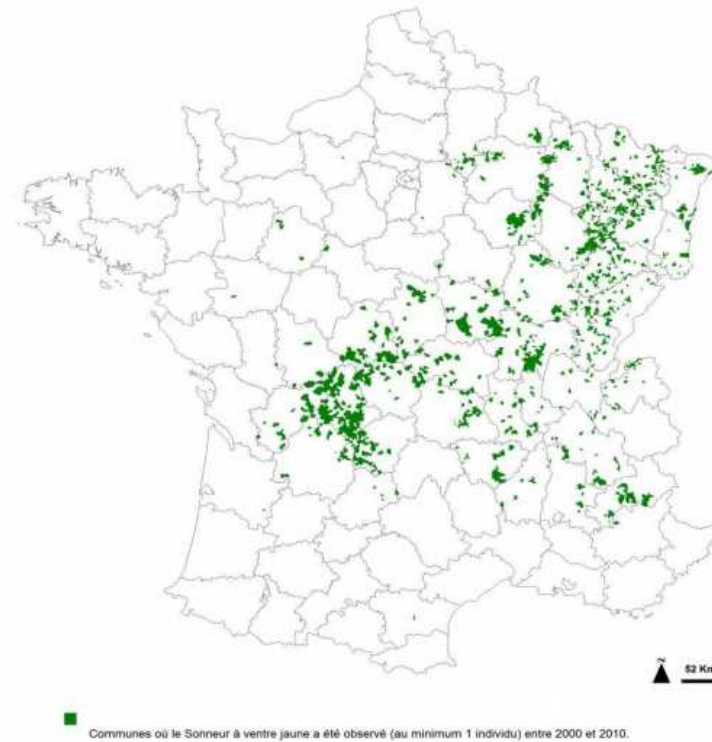 52 Km
Communes où le Sonneur à ventre jaune a été observé (au minimum 1 individu) entre 2000 et 2010.